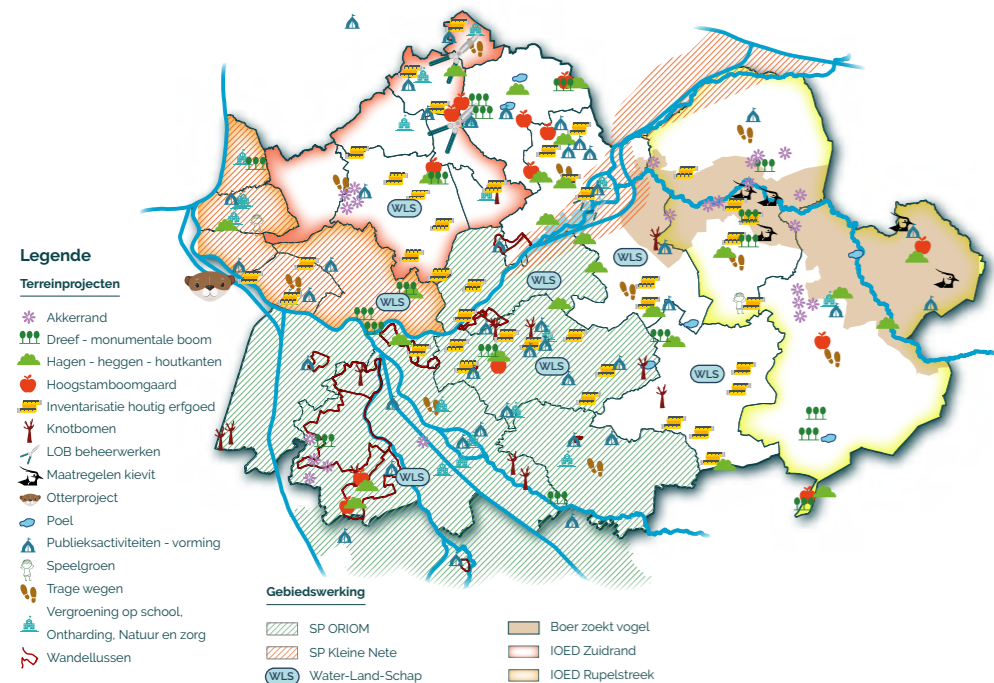 WLS
WLS
WLS
WLS
WLS
WLS
WLS
Legende
Terreinprojecten
Akkerrand
Dreef - monumentale boom
Hagen - heggen - houtkanten
Hoogstamboomgaard
Inventarisatie houtig erfgoed
Knotbomen
LOB beheerwerken
Maatregelen kievit
Otterproject
Poel
Publieksactiviteiten - vorming
Speelgroen
Trage wegen
Vergroening op school,
Ontharding, Natuur en zorg
Wandellussen
Gebiedswerking
SP ORIOM
SP Kleine Nete
WLS Water-Land-Schap
Boer zoekt vogel
IOED Zuidrand
IOED Rupelstreek